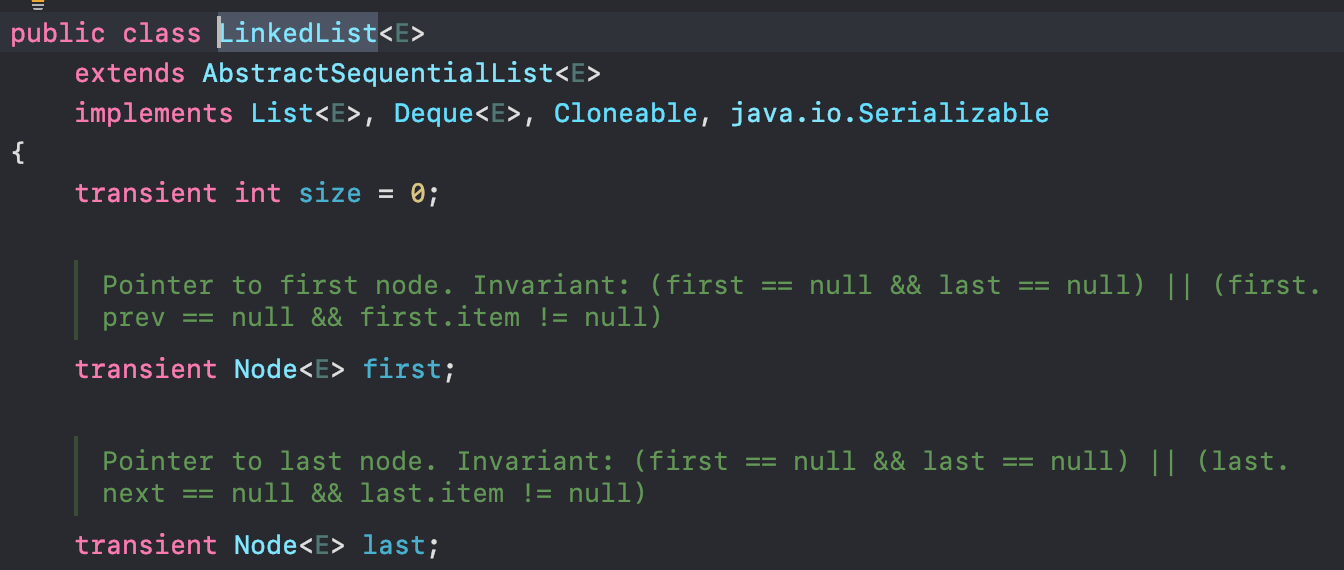 public class LinkedList<E>
extends AbstractSequentialList<E>
implements List<E>, Deque<E>, Cloneable, java.io.Serializable
{
transient int size = 0;
Pointer to first node. Invariant: (first == null && last == null) || (first.
prev == null && first.item != null)
transient Node<E> first;
Pointer to last node. Invariant: (first == null && last == null) || (last.
next == null && last.item != null)
transient Node<E> last;